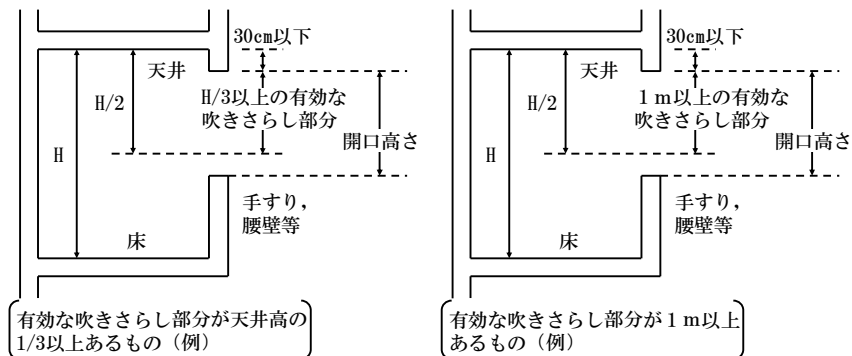 30cm以下
天井
H/3以上の有効な
吹きさらし部分
H/2
開口高さ
H
手すり，
腰壁等
床
有効な吹きさらし部分が天井高の
1/3以上あるもの（例）
30cm以下
天井
１ｍ以上の有効な
吹きさらし部分
H/2
開口高さ
H
手すり，
腰壁等
床
有効な吹きさらし部分が１ｍ以上
あるもの（例）